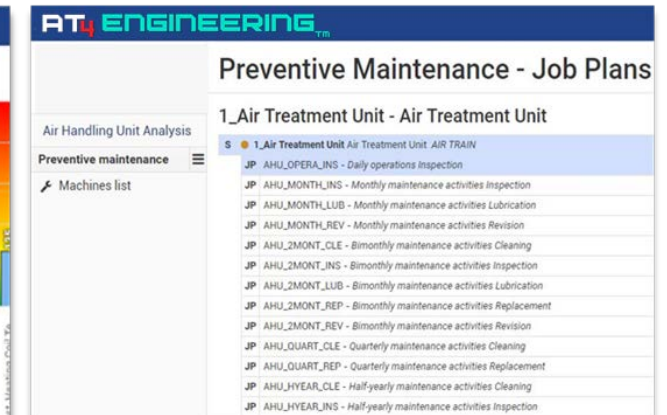 AT4 ENGINEERING™
Preventive Maintenance - Job Plans
Air Handling Unit Analysis
Preventive maintenance
Machines list
1_Air Treatment Unit - Air Treatment Unit
S 1_Air Treatment Unit Air Treatment Unit AIR TRAIN
JP AHU_OPERA_INS - Daily operations Inspection
JP AHU_MONTH_INS - Monthly maintenance activities Inspection
JP AHU_MONTH_LUB - Monthly maintenance activities Lubrication
JP AHU_MONTH_REV - Monthly maintenance activities Revision
JP AHU_2MONT_CLE - Bimonthly maintenance activities Cleaning
JP AHU_2MONT_INS - Bimonthly maintenance activities Inspection
JP AHU_2MONT_LUB - Bimonthly maintenance activities Lubrication
JP AHU_2MONT_REP - Bimonthly maintenance activities Replacement
JP AHU_2MONT_REV - Bimonthly maintenance activities Revision
JP AHU_QUART_CLE - Quarterly maintenance activities Cleaning
JP AHU_QUART_REP - Quarterly maintenance activities Replacement
JP AHU_HYEAR_CLE - Half-yearly maintenance activities Cleaning
JP AHU_HYEAR_INS - Half-yearly maintenance activities Inspection